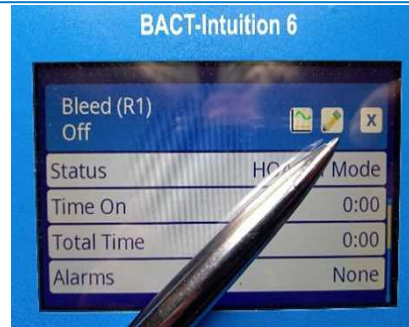 BACT-Intuition 6
Bleed (R1)
Off
X
Status Mode
Time On 0:00
Total Time 0:00
Alarms None